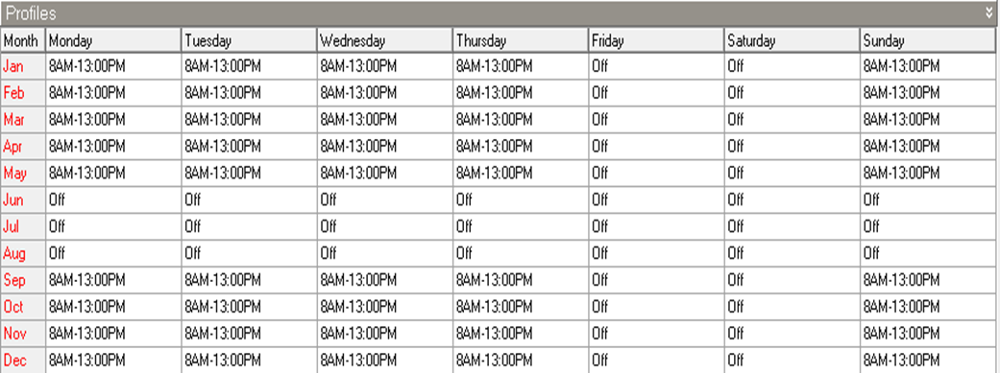 Profiles
Month Monday Tuesday Wednesday Thursday Friday Saturday Sunday
Jan 8AM-13:00PM 8AM-13:00PM 8AM-13:00PM 8AM-13:00PM Off Off 8AM-13:00PM
Feb 8AM-13:00PM 8AM-13:00PM 8AM-13:00PM 8AM-13:00PM Off Off 8AM-13:00PM
Mar 8AM-13:00PM 8AM-13:00PM 8AM-13:00PM 8AM-13:00PM Off Off 8AM-13:00PM
Apr 8AM-13:00PM 8AM-13:00PM 8AM-13:00PM 8AM-13:00PM Off Off 8AM-13:00PM
May 8AM-13:00PM 8AM-13:00PM 8AM-13:00PM 8AM-13:00PM Off Off 8AM-13:00PM
Jun Off Off Off Off Off Off Off
Jul Off Off Off Off Off Off Off
Aug Off Off Off Off Off Off Off
Sep 8AM-13:00PM 8AM-13:00PM 8AM-13:00PM 8AM-13:00PM Off Off 8AM-13:00PM
Oct 8AM-13:00PM 8AM-13:00PM 8AM-13:00PM 8AM-13:00PM Off Off 8AM-13:00PM
Nov 8AM-13:00PM 8AM-13:00PM 8AM-13:00PM 8AM-13:00PM Off Off 8AM-13:00PM
Dec 8AM-13:00PM 8AM-13:00PM 8AM-13:00PM 8AM-13:00PM Off Off 8AM-13:00PM